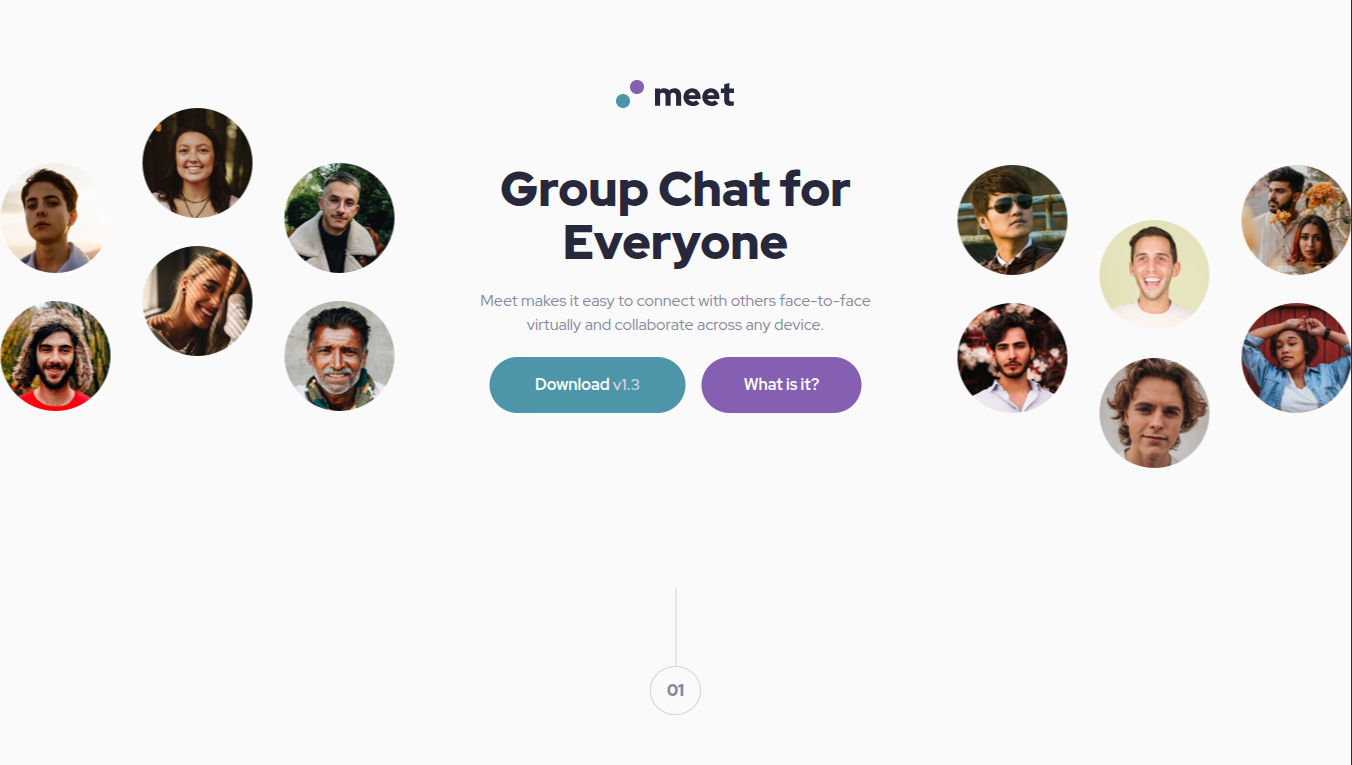 meet
Group Chat for
Everyone
Meet makes it easy to connect with others face-to-face
virtually and collaborate across any device.
Download v1.3
What is it?
01